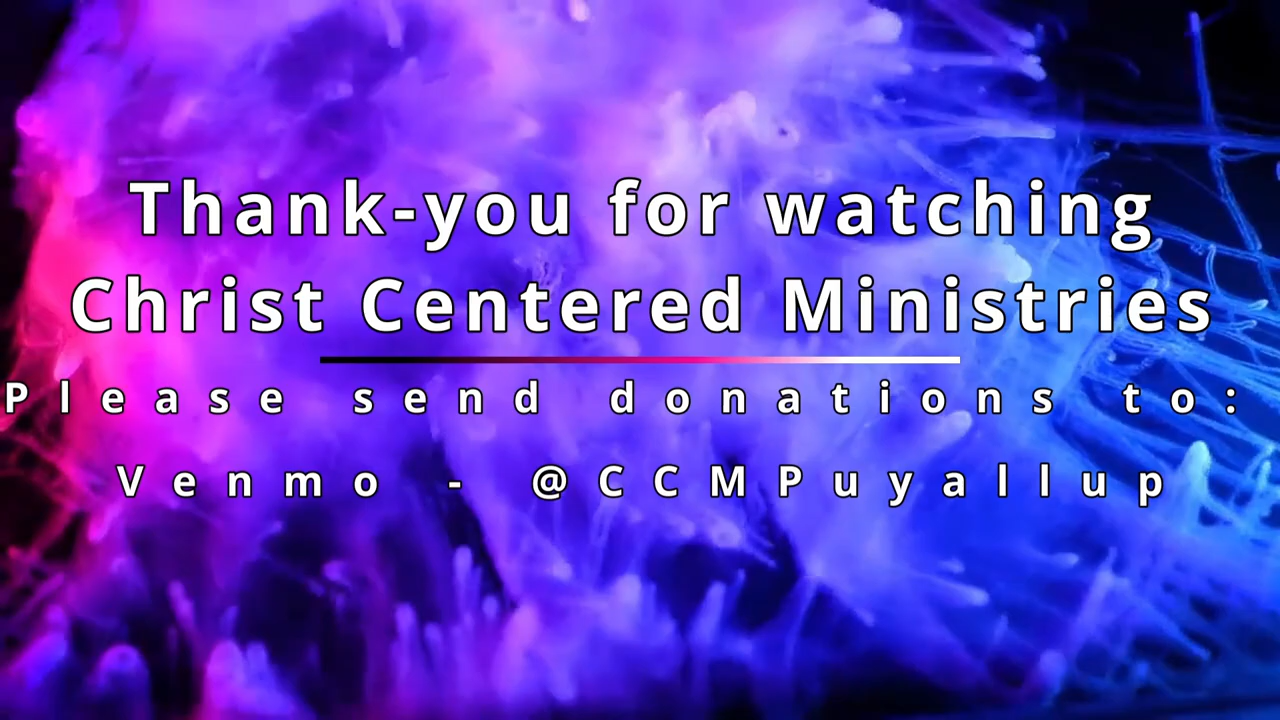 Thank-you for watching
Christ Centered Ministries
Please send donations to:
Venmo - @CCMPuyallup